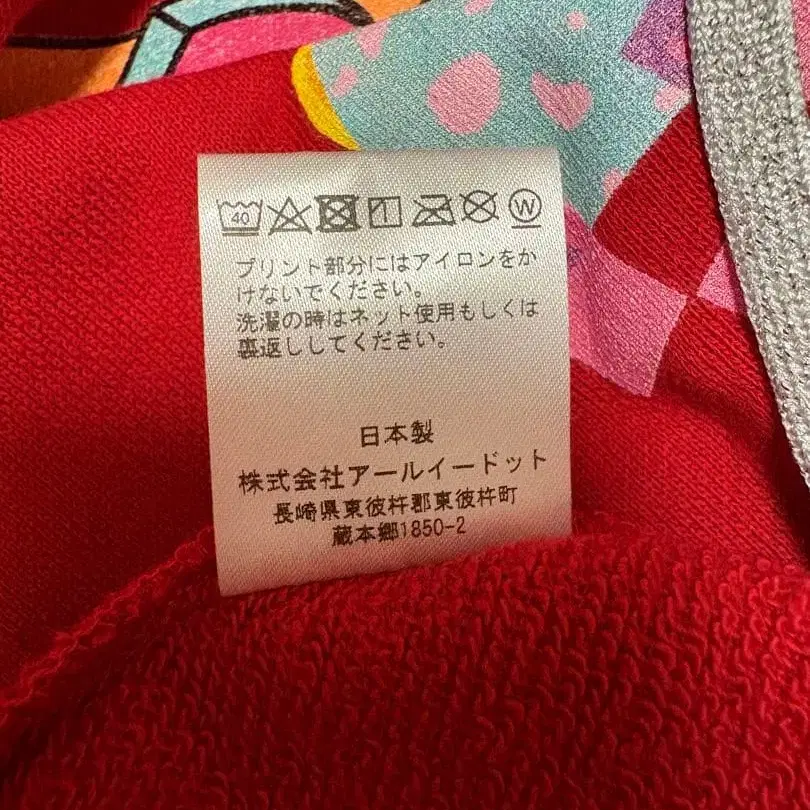 40 W
プリント部分にはアイロンをか
けないでください。
洗濯の時はネット使用もしくは
裏返ししてください。
日本製
株式会社アールイードット
長崎県東彼杵郡東彼杵町
蔵本郷1850-2